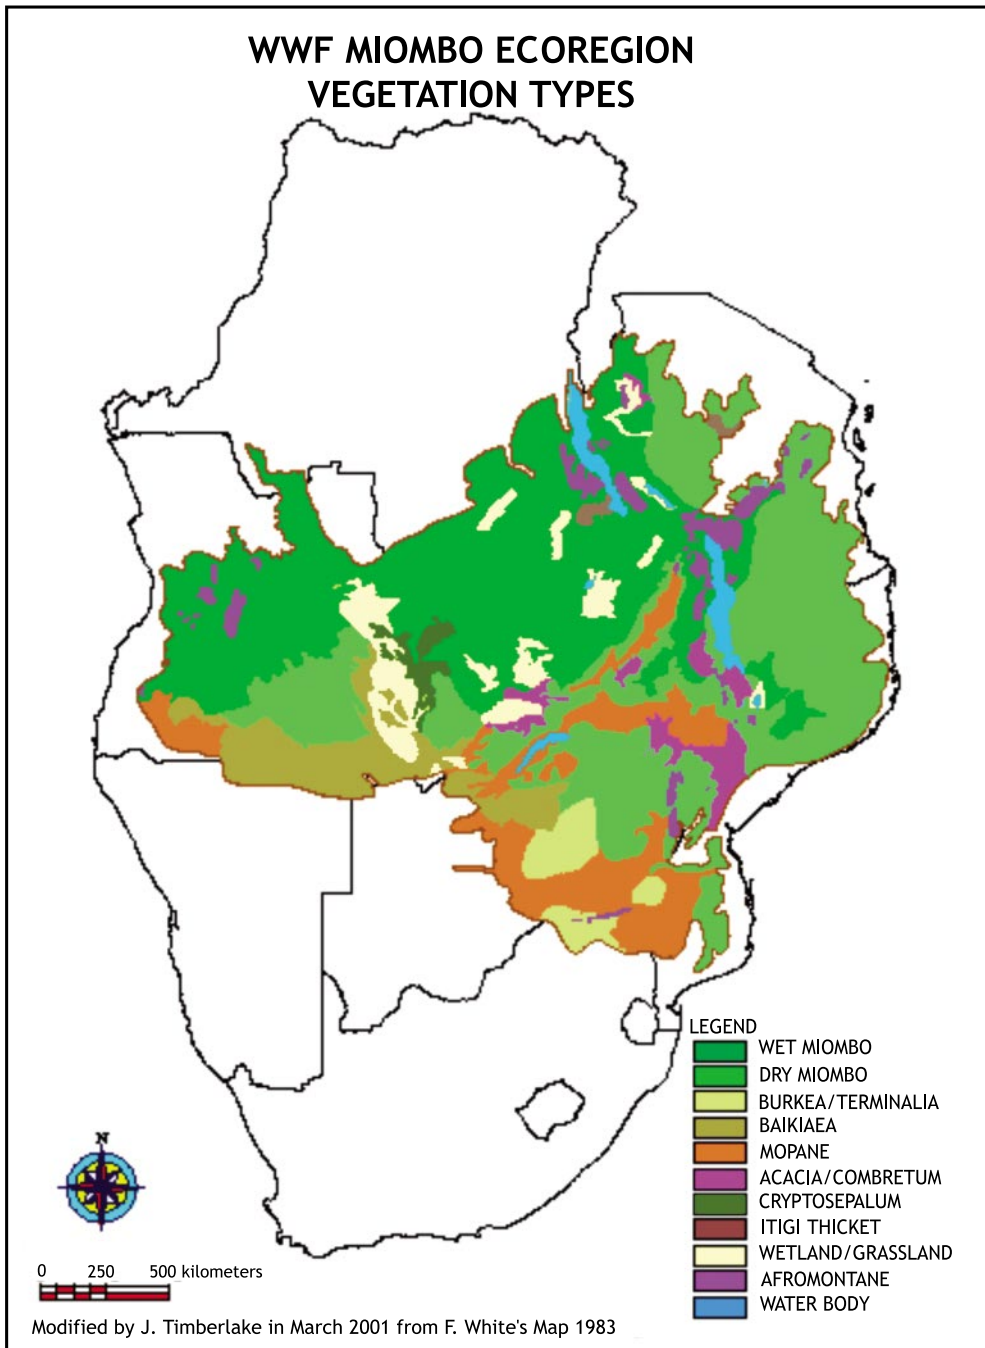 WWF MIOMBO ECOREGION
VEGETATION TYPES
LEGEND
WET MIOMBO
DRY MIOMBO
BURKEA/TERMINALIA
BAIKIAEA
MOPANE
ACACIA/COMBRETUM
CRYPTOSEPALUM
ITIGI THICKET
WETLAND/GRASSLAND
AFROMONTANE
WATER BODY
N
0 250 500 kilometers
Modified by J. Timberlake in March 2001 from F. White's Map 1983